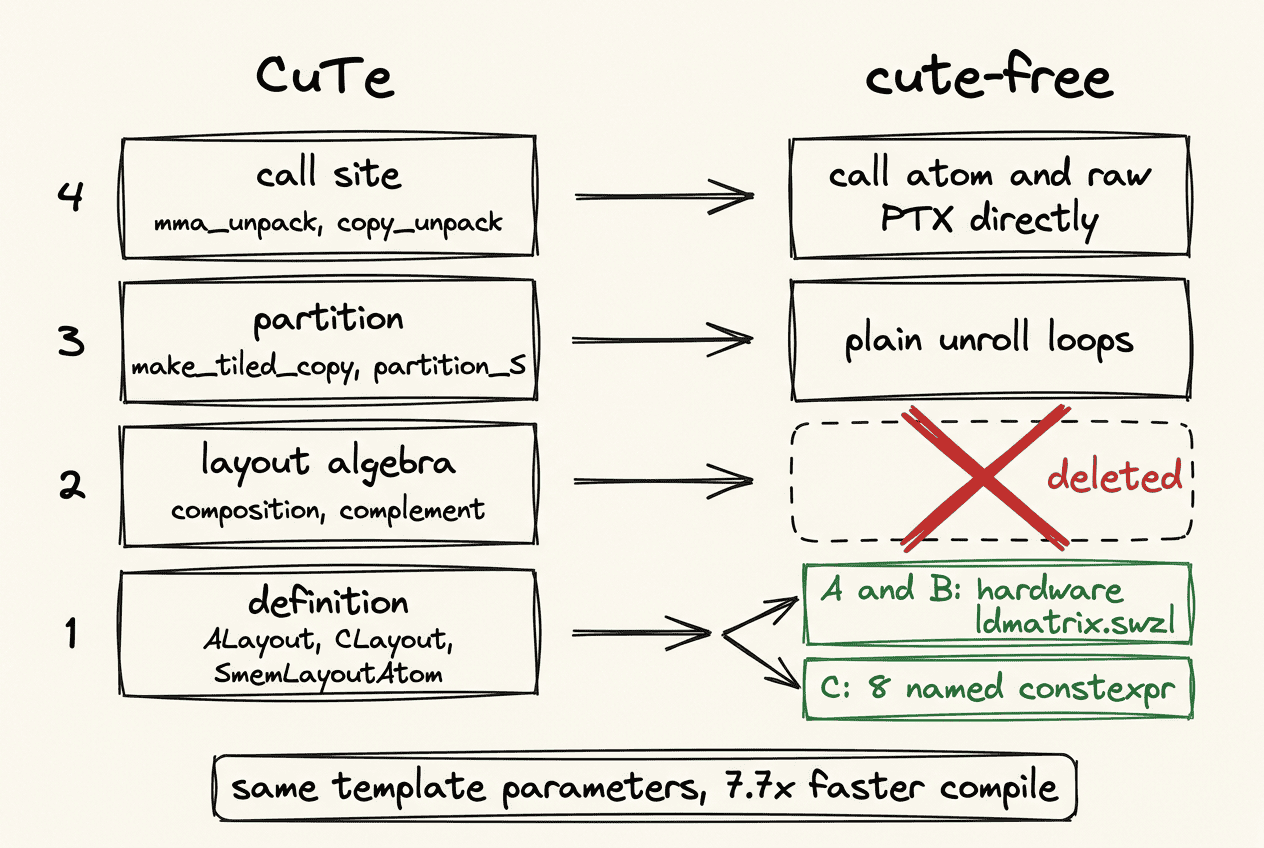 CuTe
cute-free
4
call site
mma_unpack, copy_unpack
call atom and raw
PTX directly
3
partition
make_tiled_copy, partition_S
plain unroll loops
2
layout algebra
composition, complement
deleted
1
definition
ALayout, CLayout,
SmemLayoutAtom
A and B: hardware
ldmatrix.swzl
C: 8 named constexpr
same template parameters, 7.7x faster compile